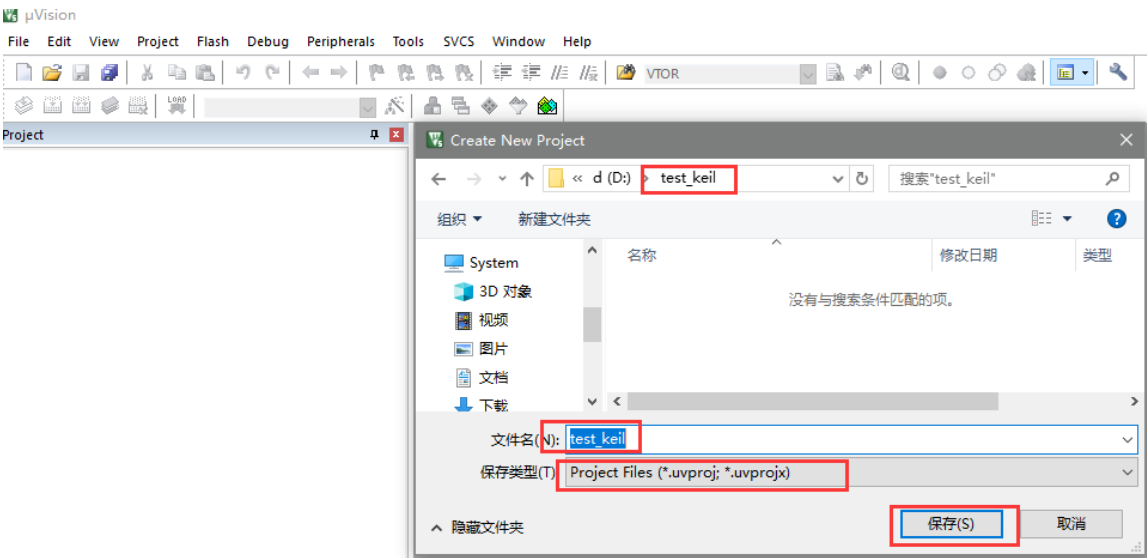 μVision
File Edit View Project Flash Debug Peripherals Tools SVCS Window Help
VTOR
LOAD
Project
Create New Project
« d (D:) › test_keil
搜索"test_keil"
组织
新建文件夹
System
3D 对象
视频
图片
文档
下载
名称
修改日期
类型
没有与搜索条件匹配的项。
文件名(N): test_keil
保存类型(T) Project Files (*.uvproj; *.uvprojx)
隐藏文件夹
保存(S)
取消